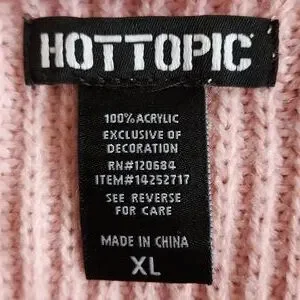 HOTTOPIC
100% ACRYLIC
EXCLUSIVE OF
DECORATION
RN#120684
ITEM#14252717
SEE REVERSE
FOR CARE
MADE IN CHINA
XL